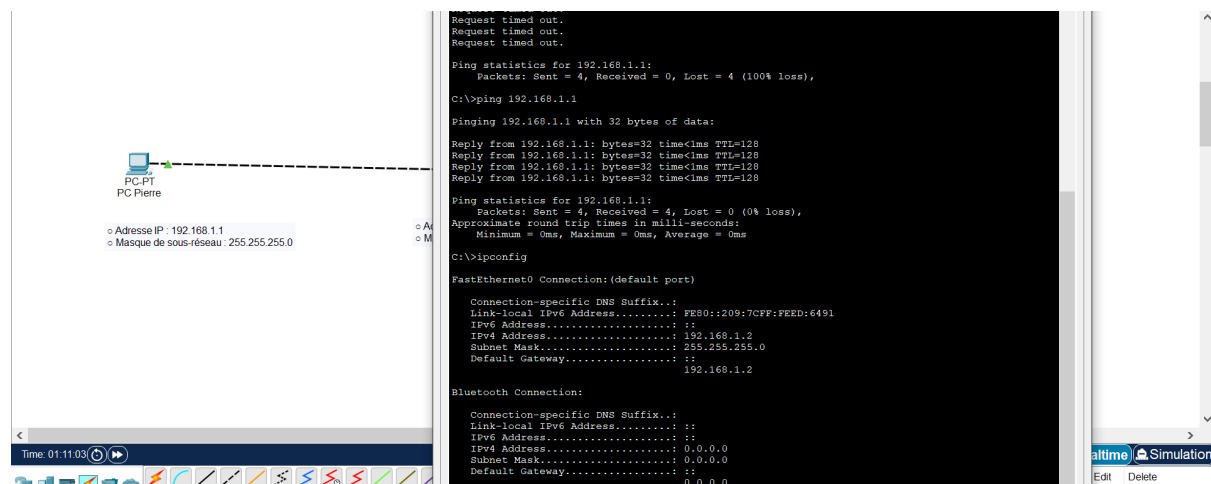 Request timed out.
Request timed out.
Request timed out.
Ping statistics for 192.168.1.1:
Packets: Sent = 4, Received = 0, Lost = 4 (100% loss),
C:\>ping 192.168.1.1
Pinging 192.168.1.1 with 32 bytes of data:
Reply from 192.168.1.1: bytes=32 time<1ms TTL=128
Reply from 192.168.1.1: bytes=32 time<1ms TTL=128
Reply from 192.168.1.1: bytes=32 time<1ms TTL=128
Reply from 192.168.1.1: bytes=32 time<1ms TTL=128
Ping statistics for 192.168.1.1:
Packets: Sent = 4, Received = 4, Lost = 0 (0% loss),
Approximate round trip times in milli-seconds:
Minimum = 0ms, Maximum = 0ms, Average = 0ms
C:\>ipconfig
FastEthernet0 Connection:(default port)
Connection-specific DNS Suffix..:
Link-local IPv6 Address.........: FE80::209:7CFF:FEED:6491
IPv6 Address....................: ::
IPv4 Address....................: 192.168.1.2
Subnet Mask.....................: 255.255.255.0
Default Gateway.................: ::
192.168.1.2
Bluetooth Connection:
Connection-specific DNS Suffix..:
Link-local IPv6 Address.........: ::
IPv6 Address....................: ::
IPv4 Address....................: 0.0.0.0
Subnet Mask.....................: 0.0.0.0
Default Gateway.................: ::
0.0.0.0
PC-PT
PC Pierre
○ Adresse IP : 192.168.1.1
○ Masque de sous-réseau : 255.255.255.0
Time: 01:11:03
altime
Simulation
Edit Delete